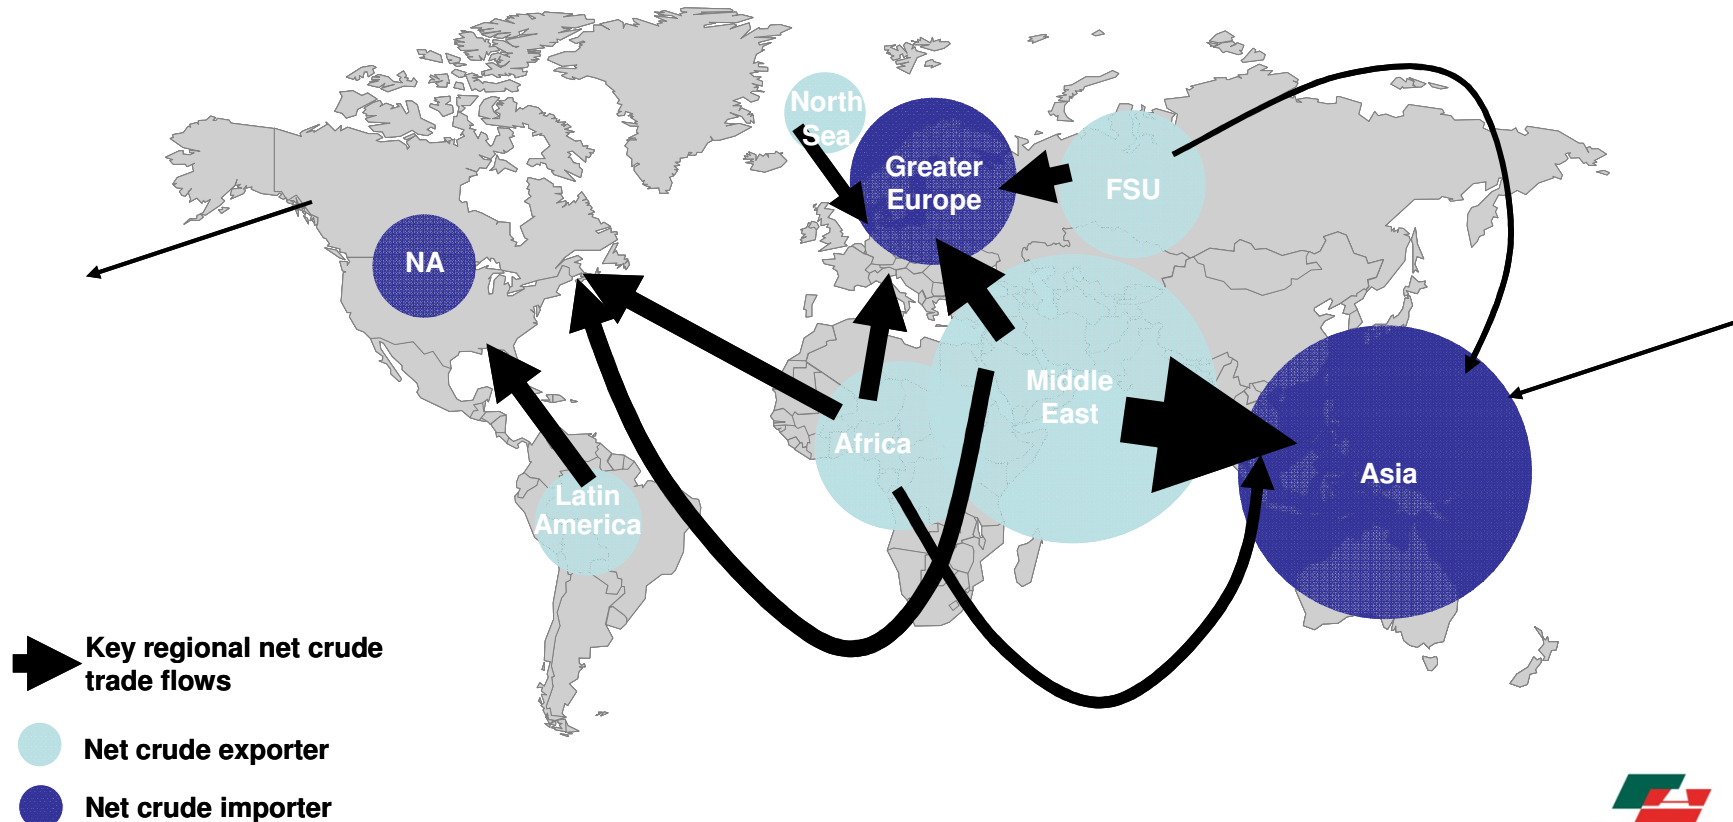 North
Sea
Greater
Europe
FSU
NA
Middle
East
Africa
Asia
Latin
America
Key regional net crude
trade flows
Net crude exporter
Net crude importer